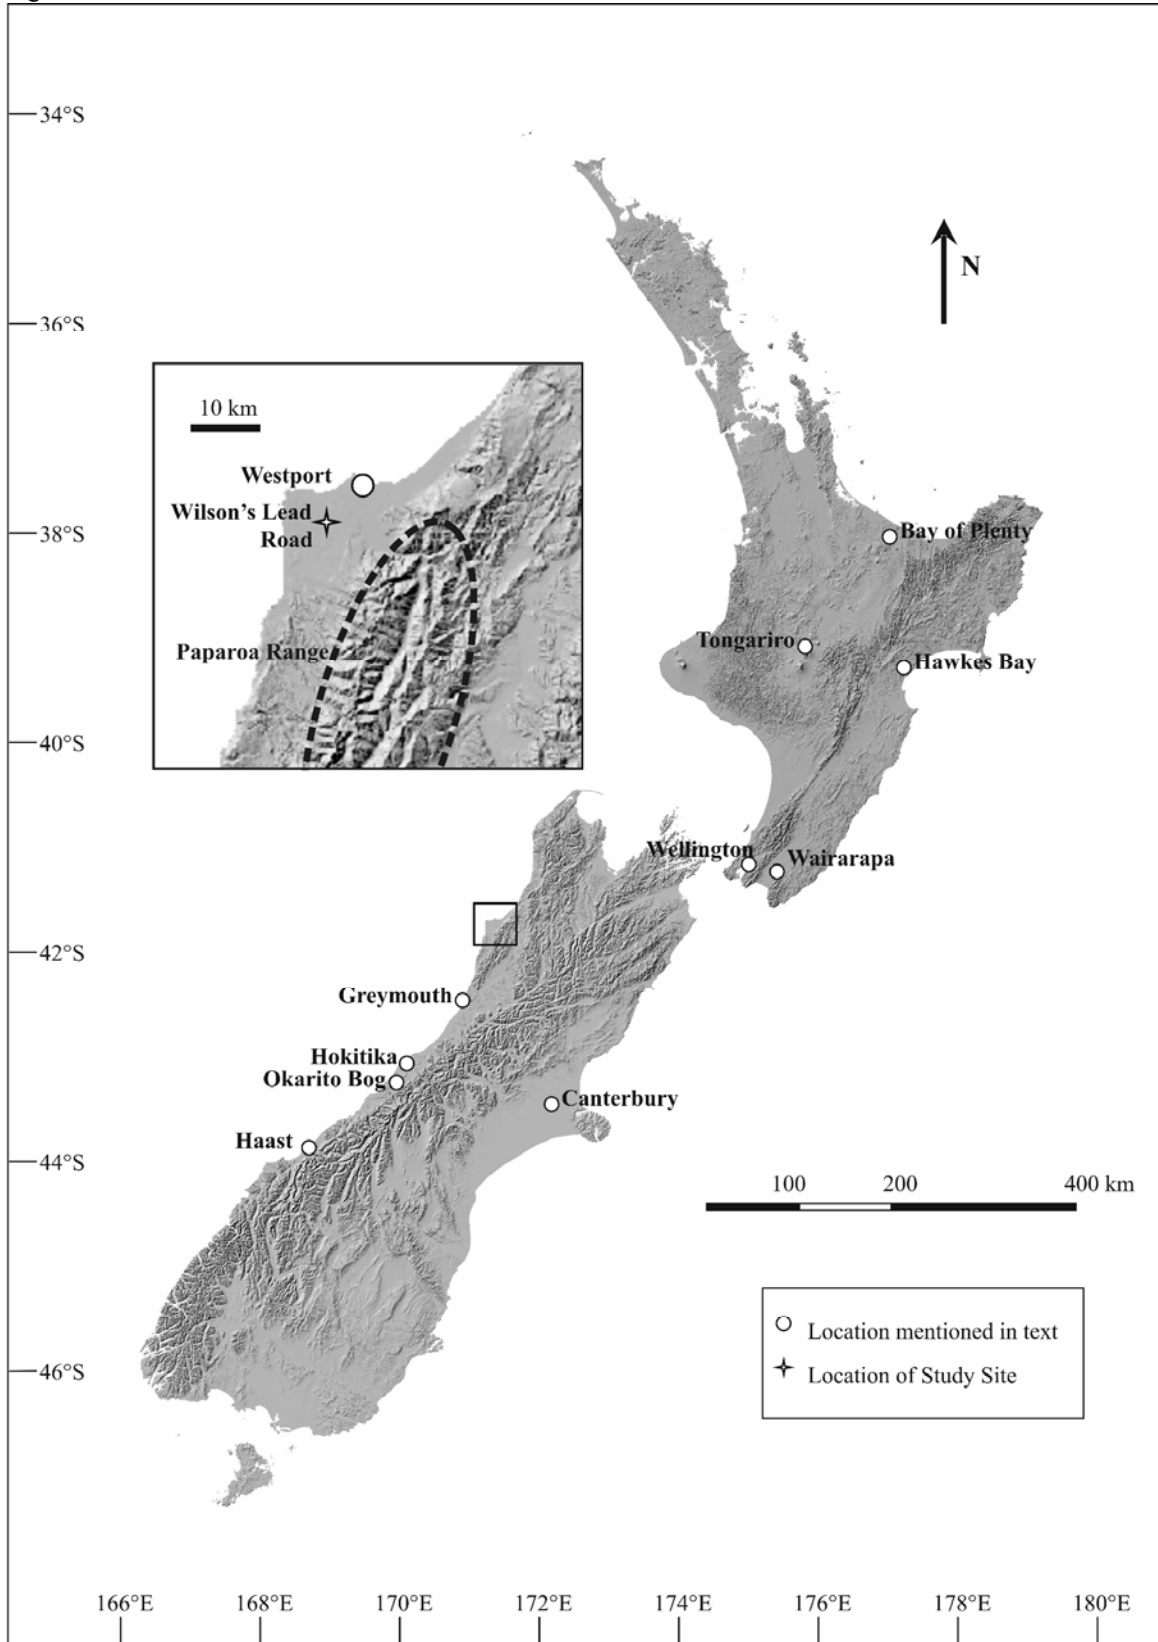 34°S
N
36°S
10 km
Westport
Wilson's Lead
Road
38°S
Bay of Plenty
Paparoa Range
Tongariro
Hawkes Bay
40°S
Wellington
Wairarapa
42°S
Greymouth
Hokitika
Okarito Bog
Canterbury
Haast
44°S
100 200 400 km
Location mentioned in text
Location of Study Site
46°S
166°E 168°E 170°E 172°E 174°E 176°E 178°E 180°E